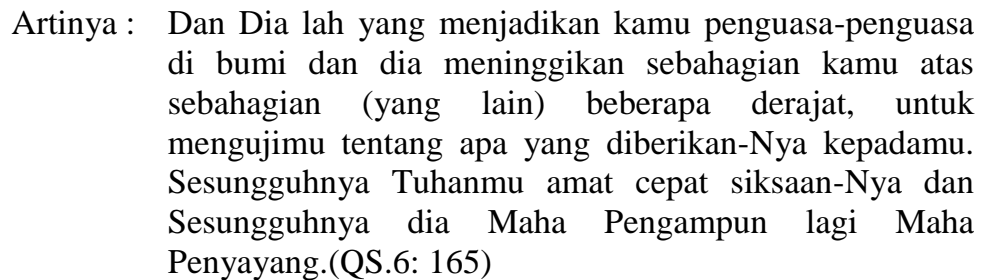 Artinya : Dan Dia lah yang menjadikan kamu penguasa-penguasa
di bumi dan dia meninggikan sebahagian kamu atas
sebahagian (yang lain) beberapa derajat, untuk
mengujimu tentang apa yang diberikan-Nya kepadamu.
Sesungguhnya Tuhanmu amat cepat siksaan-Nya dan
Sesungguhnya dia Maha Pengampun lagi Maha
Penyayang.(QS.6: 165)